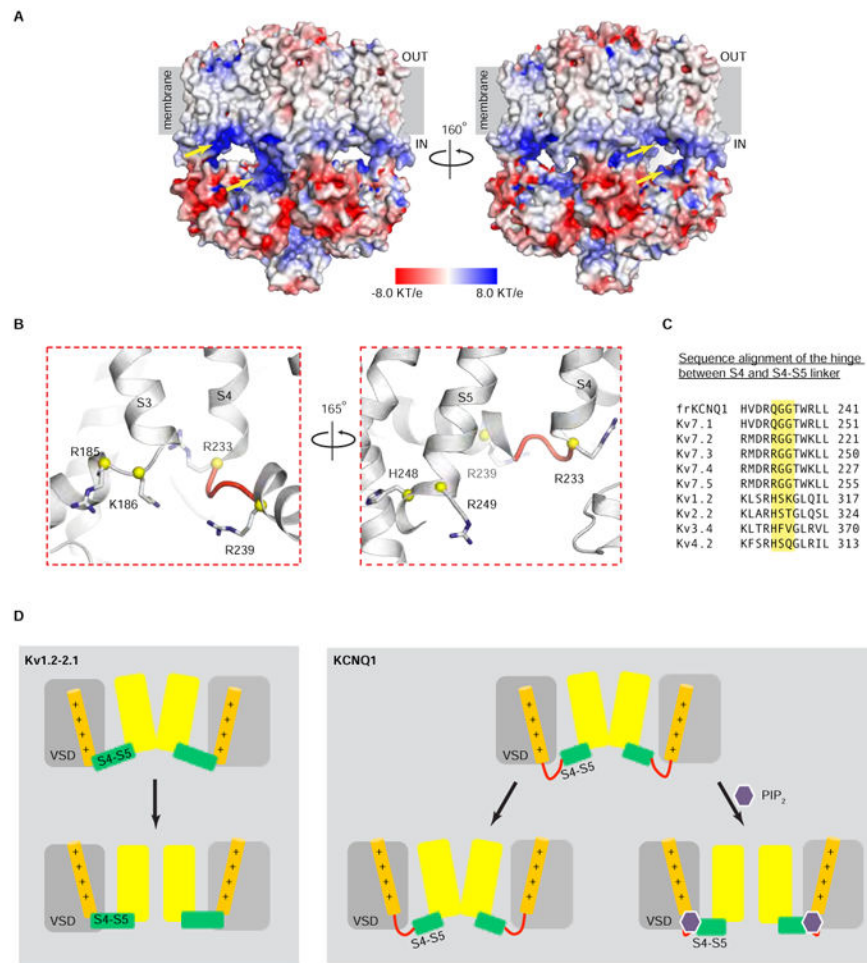 A
membrane
OUT
IN
160°
membrane
OUT
IN
-8.0 KT/e 8.0 KT/e
B
S3
S4
R185
K186
R233
R239
165°
S5
S4
H248
R239
R249
R233
C
Sequence alignment of the hinge
between S4 and S4-S5 linker
frKCNQ1 HVDRQGGTWRLL 241
Kv7.1 HVDRQGGTWRLL 251
Kv7.2 RMDRRGGTWKLL 221
Kv7.3 RMDRRGGTWKLL 250
Kv7.4 RMDRRGGTWKLL 227
Kv7.5 RMDRRGGTWKLL 255
Kv1.2 KLSRHSKGLQIL 317
Kv2.2 KLARHSTGLQSL 324
Kv3.4 KLTRHFVGLRVL 370
Kv4.2 KFSRHSQGLRIL 313
D
Kv1.2-2.1
+ + + +
+ + + +
VSD
S4-S5
+ + + +
+ + + +
VSD
S4-S5
KCNQ1
+ + + +
+ + + +
VSD
S4-S5
PIP2
+ + + +
+ + + +
VSD
S4-S5
+ + + +
+ + + +
VSD
S4-S5